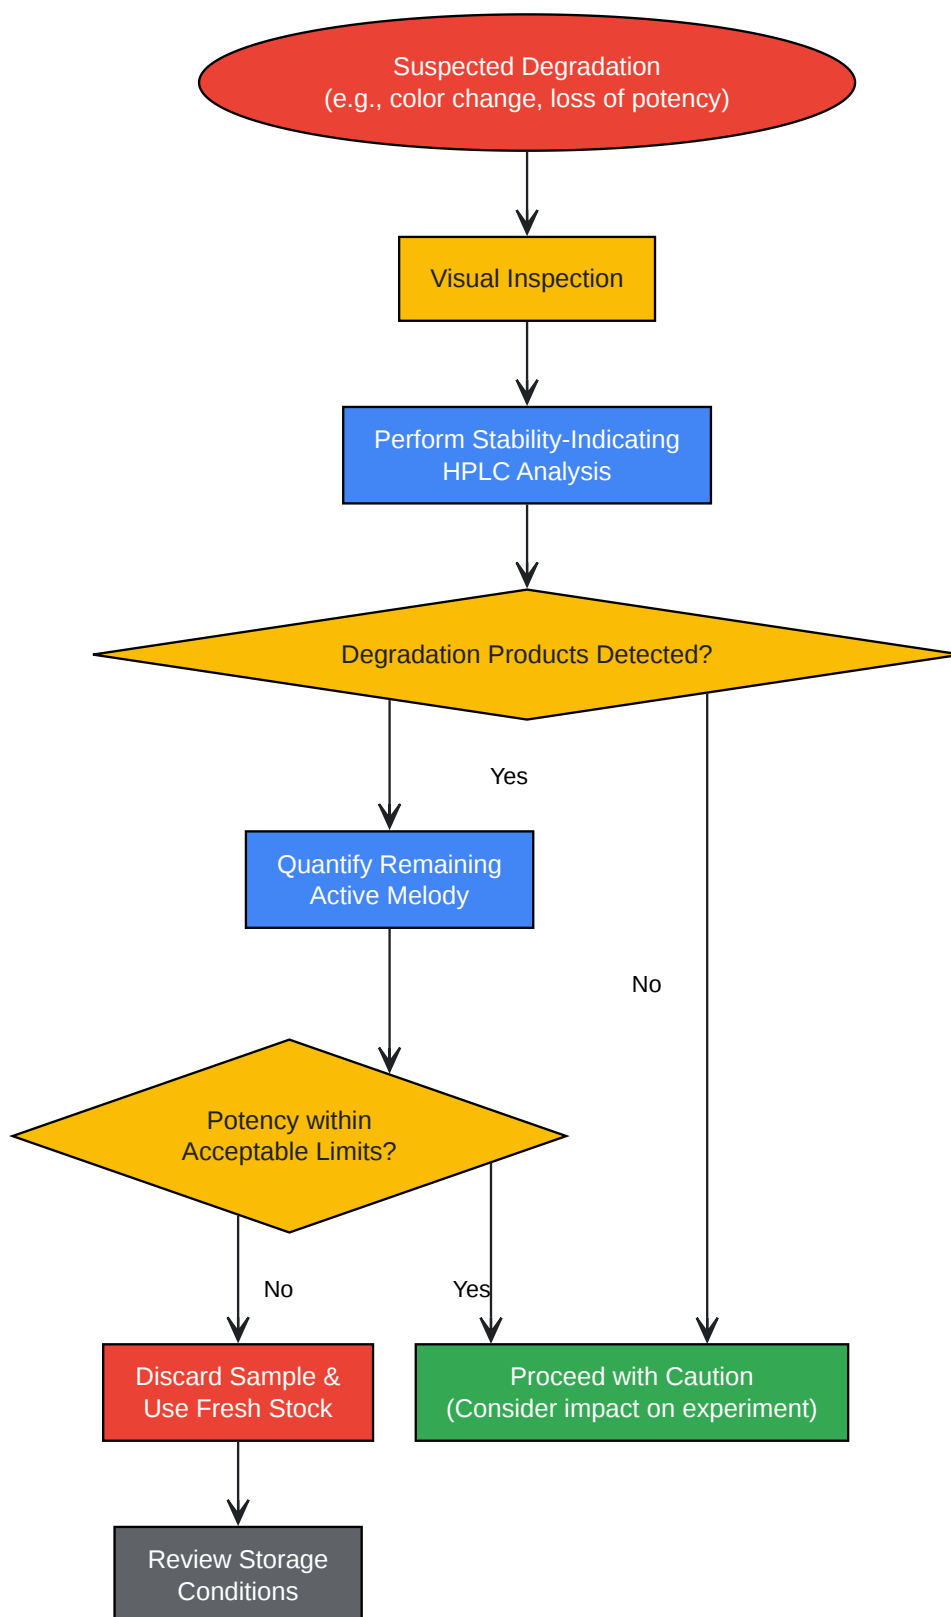 Suspected Degradation
(e.g., color change, loss of potency)
Visual Inspection
Perform Stability-Indicating
HPLC Analysis
Degradation Products Detected?
Yes
Quantify Remaining
Active Melody
No
Potency within
Acceptable Limits?
No
Yes
Discard Sample &
Use Fresh Stock
Proceed with Caution
(Consider impact on experiment)
Review Storage
Conditions